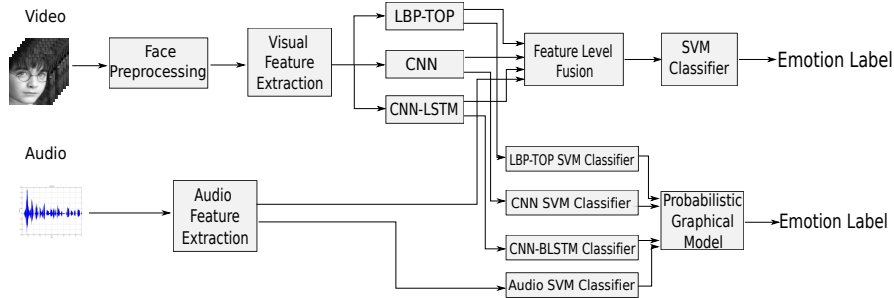 Video
Face
Preprocessing
Visual
Feature
Extraction
LBP-TOP
CNN
CNN-LSTM
Feature Level
Fusion
SVM
Classifier
Emotion Label
Audio
Audio
Feature
Extraction
LBP-TOP SVM Classifier
CNN SVM Classifier
CNN-BLSTM Classifier
Audio SVM Classifier
Probabilistic
Graphical
Model
Emotion Label